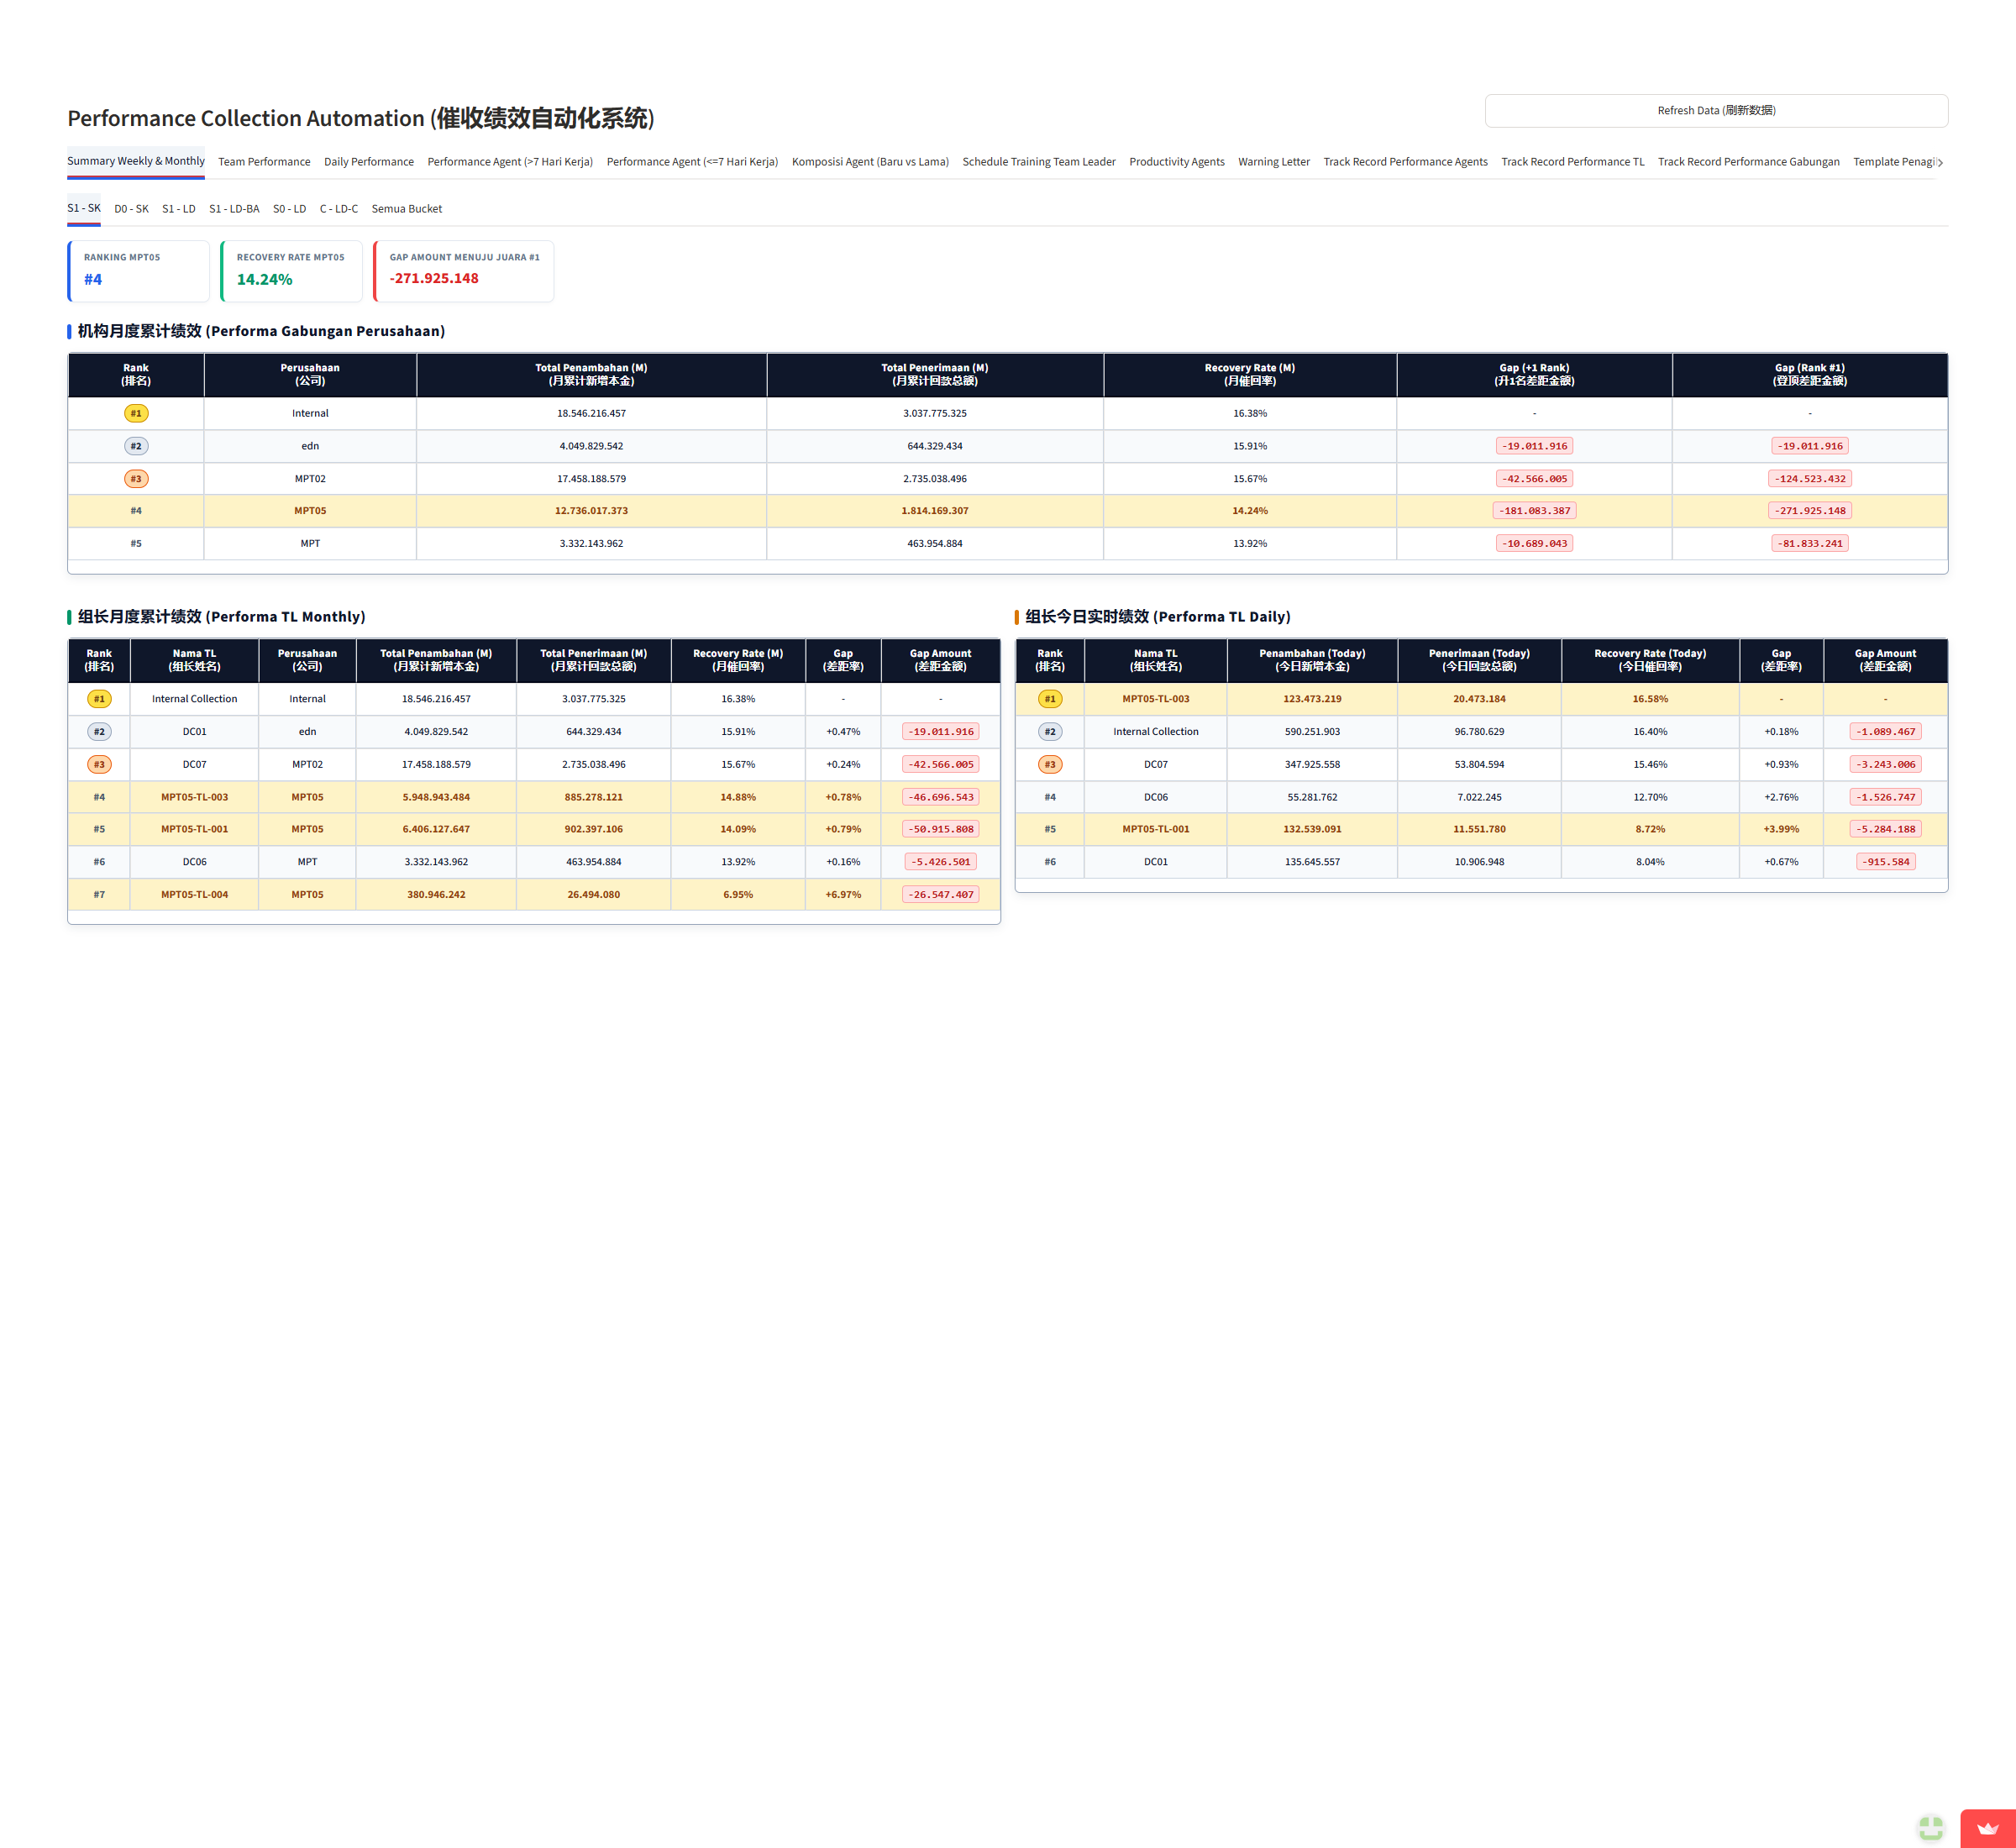 Performance Collection Automation (催收绩效自动化系统)
Refresh Data (刷新数据)
Summary Weekly & Monthly Team Performance Daily Performance Performance Agent (>7 Hari Kerja) Performance Agent (<=7 Hari Kerja) Komposisi Agent (Baru vs Lama) Schedule Training Team Leader Productivity Agents Warning Letter Track Record Performance Agents Track Record Performance TL Track Record Performance Gabungan Template Penagi
S1 - SK D0 - SK S1 - LD S1 - LD-BA S0 - LD C - LD-C Semua Bucket
RANKING MPT05 RECOVERY RATE MPT05 GAP AMOUNT MENUJU JUARA #1
#4 14.24% -271.925.148
机构月度累计绩效 (Performa Gabungan Perusahaan)
Rank Perusahaan Total Penambahan (M) Total Penerimaan (M) Recovery Rate (M) Gap (+1 Rank) Gap (Rank #1)
(排名) (公司) (月累计新增本金) (月累计回款总额) (月催回率) (升1名差距金额) (登顶差距金额)
#1 Internal 18.546.216.457 3.037.775.325 16.38% - -
#2 edn 4.049.829.542 644.329.434 15.91% -19.011.916 -19.011.916
#3 MPT02 17.458.188.579 2.735.038.496 15.67% -42.566.005 -124.523.432
#4 MPT05 12.736.017.373 1.814.169.307 14.24% -181.083.387 -271.925.148
#5 MPT 3.332.143.962 463.954.884 13.92% -10.689.043 -81.833.241
组长月度累计绩效 (Performa TL Monthly)
Rank Nama TL Perusahaan Total Penambahan (M) Total Penerimaan (M) Recovery Rate (M) Gap Gap Amount
(排名) (组长姓名) (公司) (月累计新增本金) (月累计回款总额) (月催回率) (差距率) (差距金额)
#1 Internal Collection Internal 18.546.216.457 3.037.775.325 16.38% - -
#2 DC01 edn 4.049.829.542 644.329.434 15.91% +0.47% -19.011.916
#3 DC07 MPT02 17.458.188.579 2.735.038.496 15.67% +0.24% -42.566.005
#4 MPT05-TL-003 MPT05 5.948.943.484 885.278.121 14.88% +0.78% -46.696.543
#5 MPT05-TL-001 MPT05 6.406.127.647 902.397.106 14.09% +0.79% -50.915.808
#6 DC06 MPT 3.332.143.962 463.954.884 13.92% +0.16% -5.426.501
#7 MPT05-TL-004 MPT05 380.946.242 26.494.080 6.95% +6.97% -26.547.407
组长今日实时绩效 (Performa TL Daily)
Rank Nama TL Penambahan (Today) Penerimaan (Today) Recovery Rate (Today) Gap Gap Amount
(排名) (组长姓名) (今日新增本金) (今日回款总额) (今日催回率) (差距率) (差距金额)
#1 MPT05-TL-003 123.473.219 20.473.184 16.58% - -
#2 Internal Collection 590.251.903 96.780.629 16.40% +0.18% -1.089.467
#3 DC07 347.925.558 53.804.594 15.46% +0.93% -3.243.006
#4 DC06 55.281.762 7.022.245 12.70% +2.76% -1.526.747
#5 MPT05-TL-001 132.539.091 11.551.780 8.72% +3.99% -5.284.188
#6 DC01 135.645.557 10.906.948 8.04% +0.67% -915.584